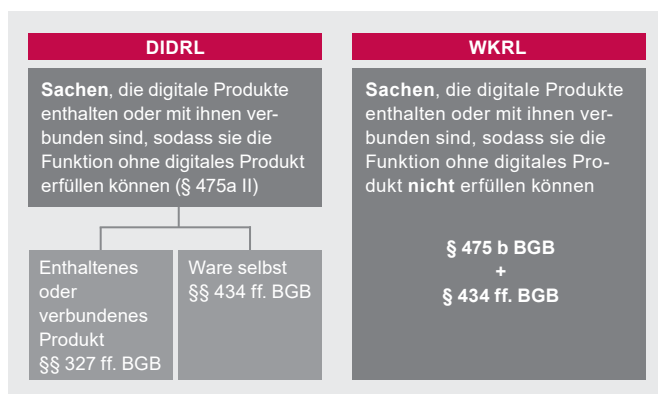 DIDRL
Sachen, die digitale Produkte
enthalten oder mit ihnen ver-
bunden sind, sodass sie die
Funktion ohne digitales Produkt
erfüllen können (§ 475a II)
Enthaltenes
oder
verbundenes
Produkt
§§ 327 ff. BGB
Ware selbst
§§ 434 ff. BGB
WKRL
Sachen, die digitale Produkte
enthalten oder mit ihnen ver-
bunden sind, sodass sie die
Funktion ohne digitales Pro-
dukt nicht erfüllen können
§ 475 b BGB
+
§ 434 ff. BGB